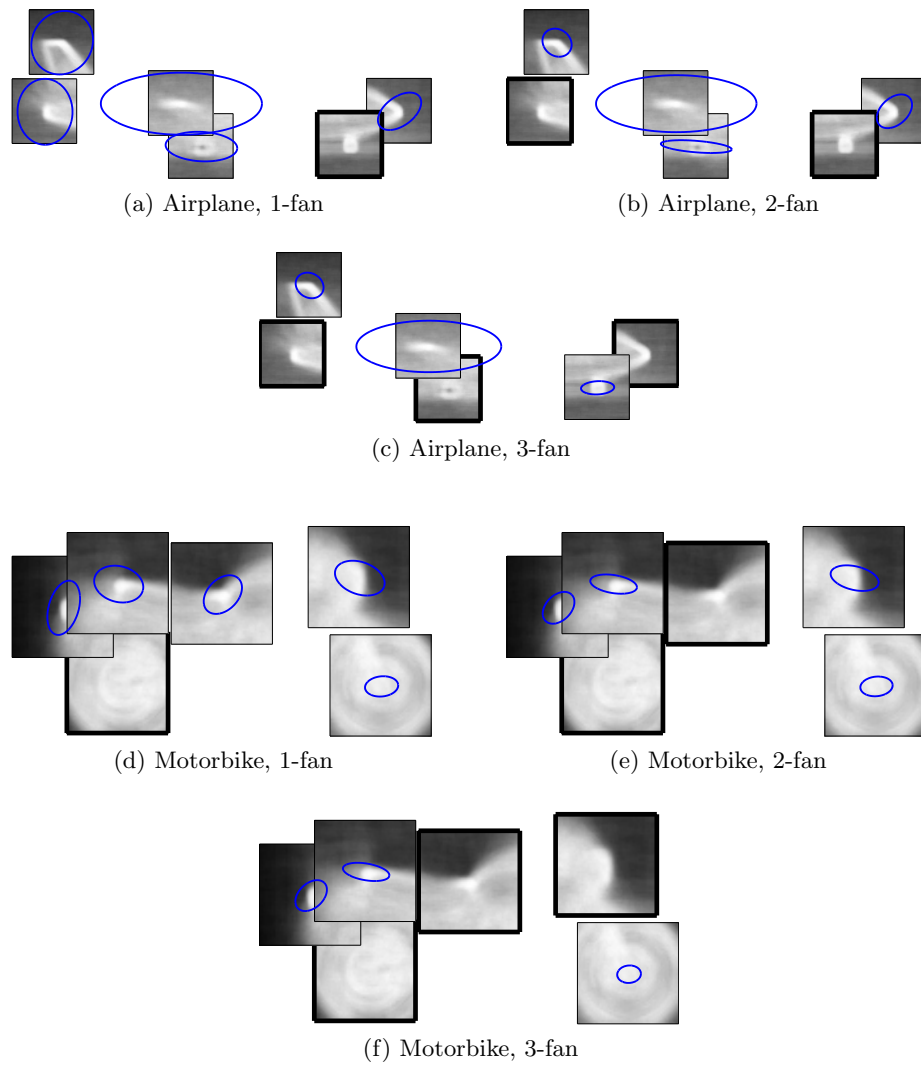 (a) Airplane, 1-fan
(b) Airplane, 2-fan
(c) Airplane, 3-fan
(d) Motorbike, 1-fan
(e) Motorbike, 2-fan
(f) Motorbike, 3-fan